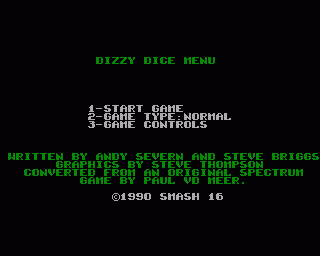 DIZZY DICE MENU
1-START GAME
2-GAME TYPE:NORMAL
3-GAME CONTROLS
WRITTEN BY ANDY SEVERN AND STEVE BRIGGS
GRAPHICS BY STEVE THOMPSON
CONVERTED FROM AN ORIGINAL SPECTRUM
GAME BY PAUL VD MEER.
©1990 SMASH 16